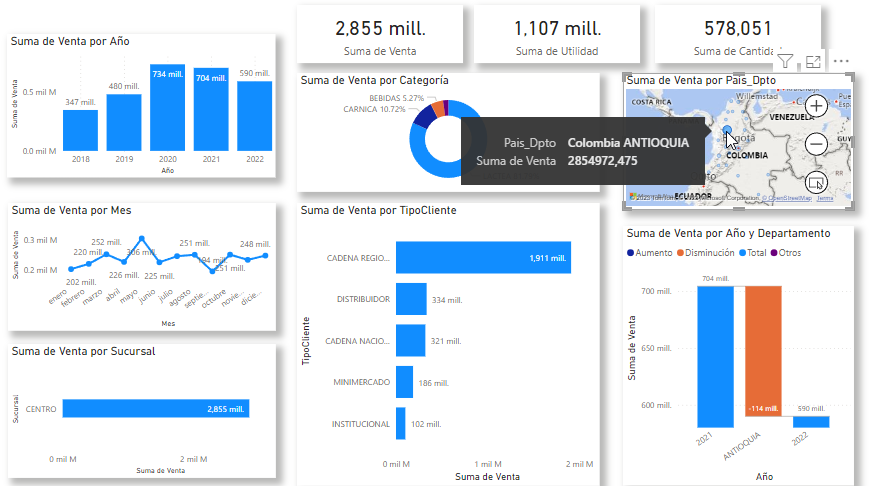 2,855 mill.
Suma de Venta
1,107 mill.
Suma de Utilidad
578,051
Suma de Cantid
Suma de Venta por Año
Suma de Venta
0.5 mil M
0.0 mil M
347 mill.
480 mill.
734 mill.
704 mill.
590 mill.
2018
2019
2020
2021
2022
Año
Suma de Venta por Categoría
BEBIDAS 5.27%
CARNICA 10.72%
Suma de Venta por Pais_Dpto
COSTA RICA
Willemstad
VENEZUELA
GUY
Bogotá
COLOMBIA
ECUADOR
Microsoft Corporation
© OpenStreetMap
Terms
Pais_Dpto Colombia ANTIOQUIA
Suma de Venta 2854972,475
Suma de Venta por Mes
Suma de Venta
0.3 mil M
0.2 mil M
202 mill.
220 mill.
252 mill.
226 mill.
306 mill.
225 mill.
251 mill.
194 mill.
251 mill.
248 mill.
enero
febrero
marzo
abril
mayo
junio
julio
agosto
septie...
octubre
novie...
dicie...
Mes
Suma de Venta por TipoCliente
TipoCliente
CADENA REGIO...
1,911 mill.
DISTRIBUIDOR
334 mill.
CADENA NACIO...
321 mill.
MINIMERCADO
186 mill.
INSTITUCIONAL
102 mill.
0 mil M
1 mil M
2 mil M
Suma de Venta
Suma de Venta por Año y Departamento
Aumento
Disminución
Total
Otros
Suma de Venta
700 mill.
650 mill.
600 mill.
704 mill.
-114 mill.
590 mill.
2021
ANTIOQUIA
2022
Año
Suma de Venta por Sucursal
Sucursal
CENTRO
2,855 mill.
0 mil M
2 mil M
Suma de Venta